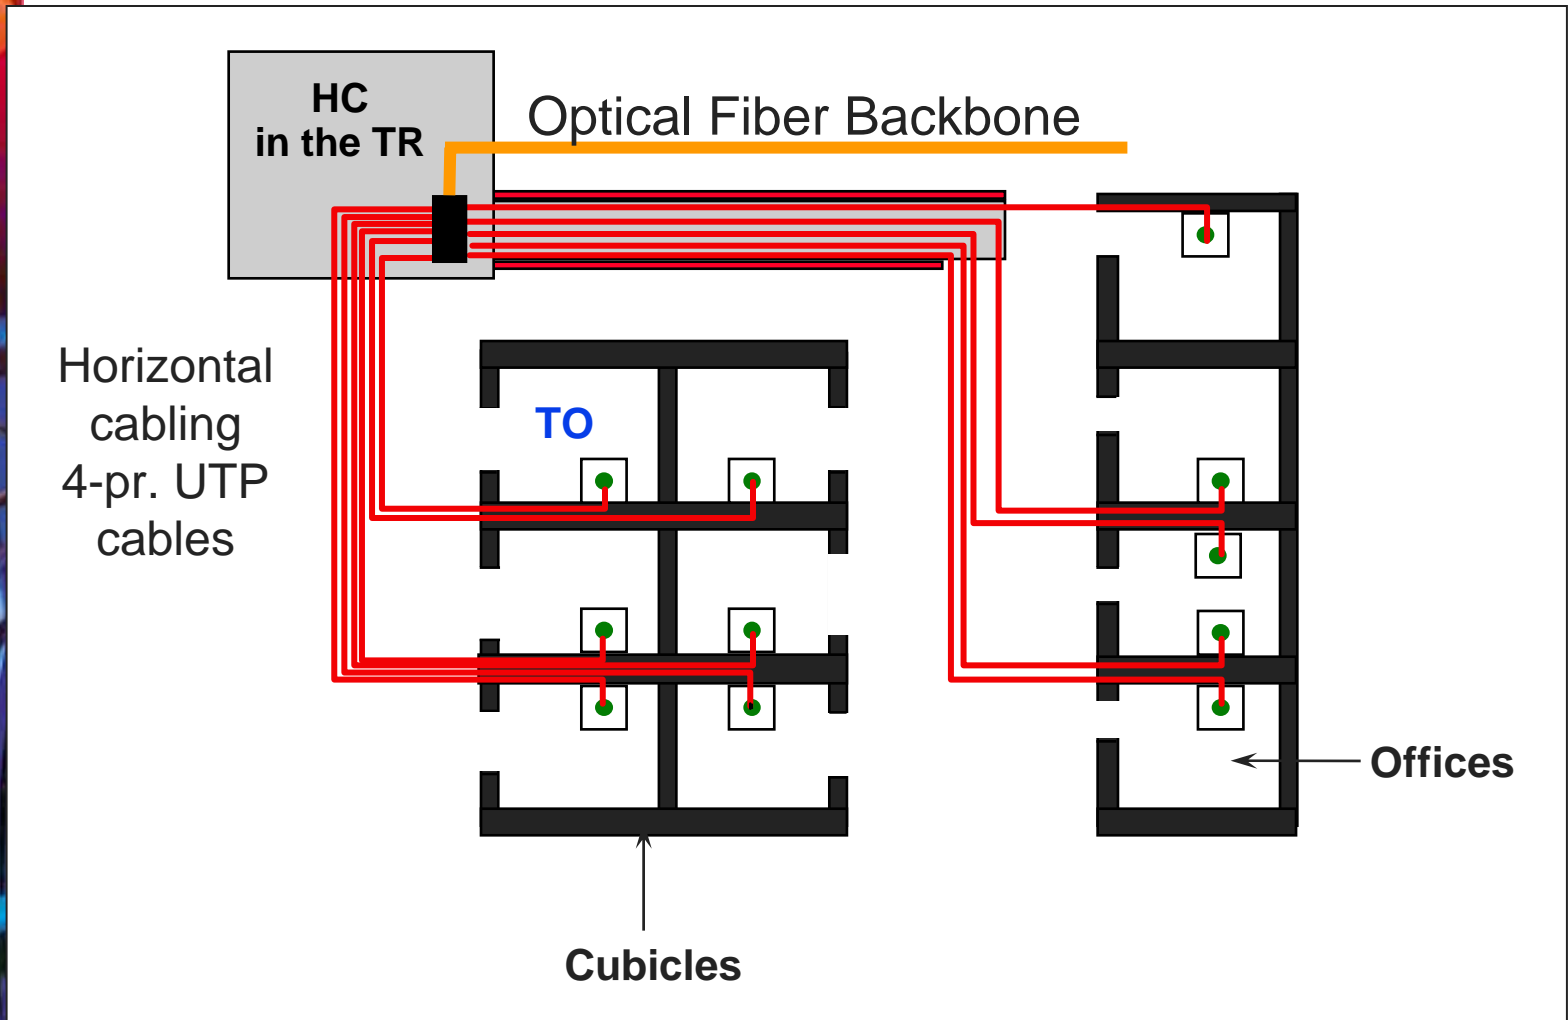 HC
in the TR
Optical Fiber Backbone
Horizontal
cabling
4-pr. UTP
cables
TO
Offices
Cubicles